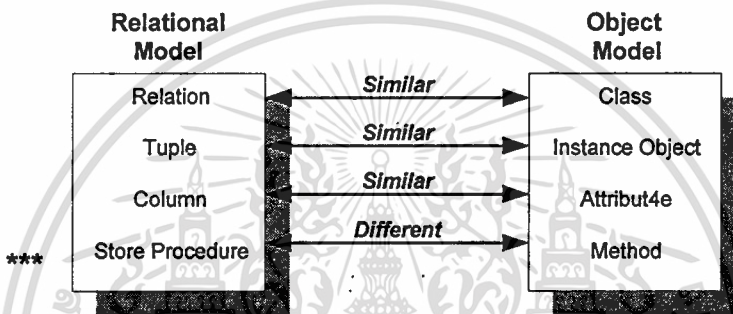 Relational
Model
Object
Model
Relation
Similar
Class
Tuple
Similar
Instance Object
Column
Similar
Attribut4e
*** Store Procedure
Different
Method